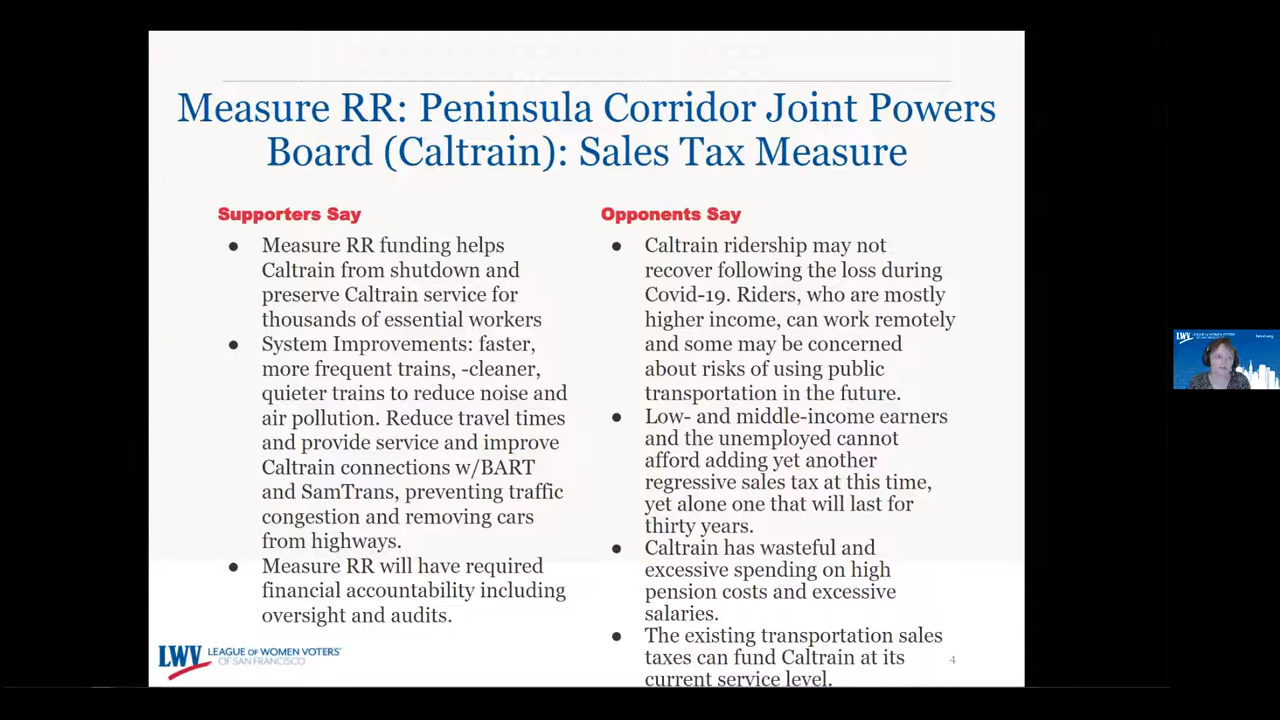 Measure RR: Peninsula Corridor Joint Powers
Board (Caltrain): Sales Tax Measure
Supporters Say
● Measure RR funding helps
Caltrain from shutdown and
preserve Caltrain service for
thousands of essential workers
● System Improvements: faster,
more frequent trains, -cleaner,
quieter trains to reduce noise and
air pollution. Reduce travel times
and provide service and improve
Caltrain connections w/BART
and SamTrans, preventing traffic
congestion and removing cars
from highways.
● Measure RR will have required
financial accountability including
oversight and audits.
Opponents Say
● Caltrain ridership may not
recover following the loss during
Covid-19. Riders, who are mostly
higher income, can work remotely
and some may be concerned
about risks of using public
transportation in the future.
● Low- and middle-income earners
and the unemployed cannot
afford adding yet another
regressive sales tax at this time,
yet alone one that will last for
thirty years.
● Caltrain has wasteful and
excessive spending on high
pension costs and excessive
salaries.
● The existing transportation sales
taxes can fund Caltrain at its
current service level.
LWV LEAGUE OF WOMEN VOTERS®
OF SAN FRANCISCO
4
LWV LEAGUE OF WOMEN VOTERS